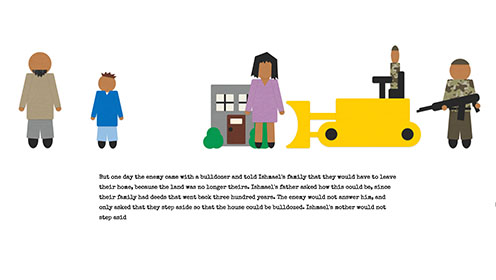 But one day the enemy came with a bulldozer and told Ishmael's family that they would have to leave
their home, because the land was no longer theirs. Ishmael's father asked how this could be, since
their family had deeds that went back three hundred years. The enemy would not answer him, and
only asked that they step aside so that the house could be bulldozed. Ishmael's mother would not
step asid